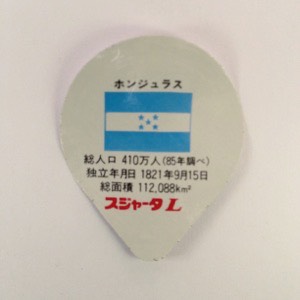 ホンジュラス
総人口 410万人(85年調べ)
独立年月日 1821年9月15日
総面積 112,088km²
スジャータL